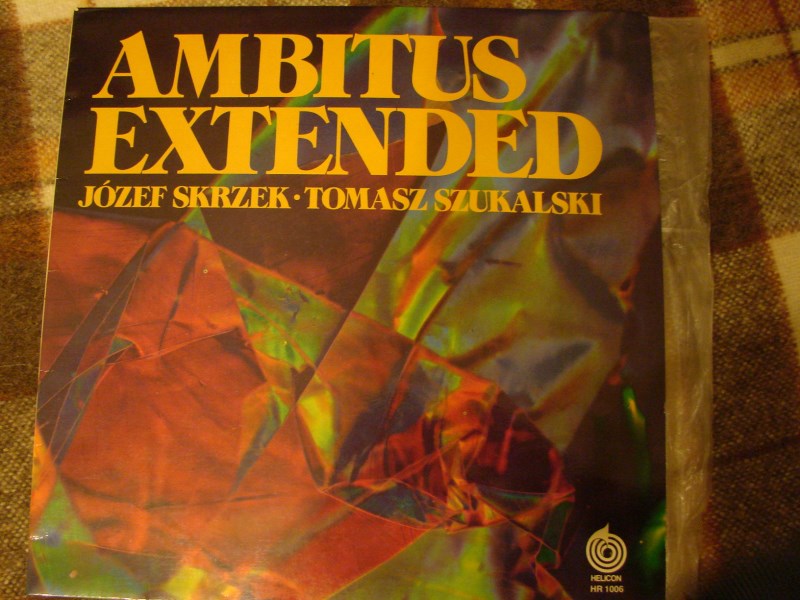 AMBITUS
EXTENDED
JÓZEF SKRZEK · TOMASZ SZUKALSKI
HELICON
HR 1006